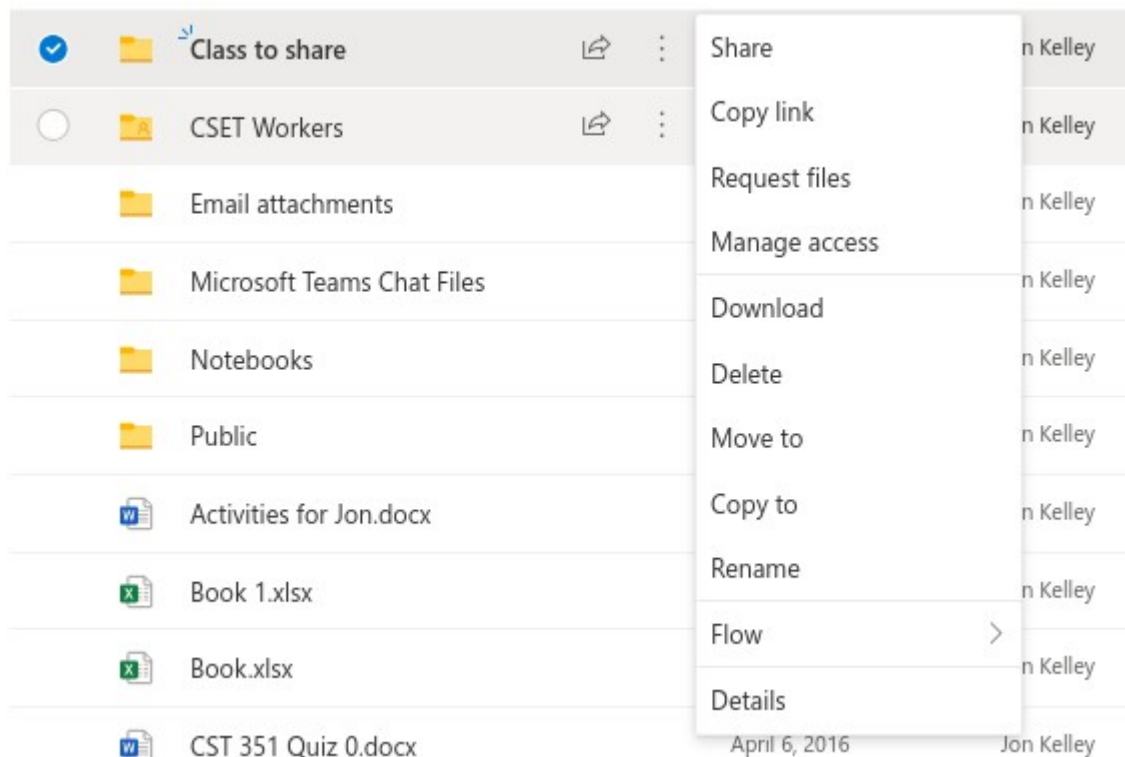 Class to share
n Kelley
CSET Workers
n Kelley
Email attachments
n Kelley
Microsoft Teams Chat Files
n Kelley
Notebooks
n Kelley
Public
n Kelley
Activities for Jon.docx
n Kelley
Book 1.xlsx
n Kelley
Book.xlsx
n Kelley
CST 351 Quiz 0.docx
April 6, 2016
Jon Kelley
Share
Copy link
Request files
Manage access
Download
Delete
Move to
Copy to
Rename
Flow
Details